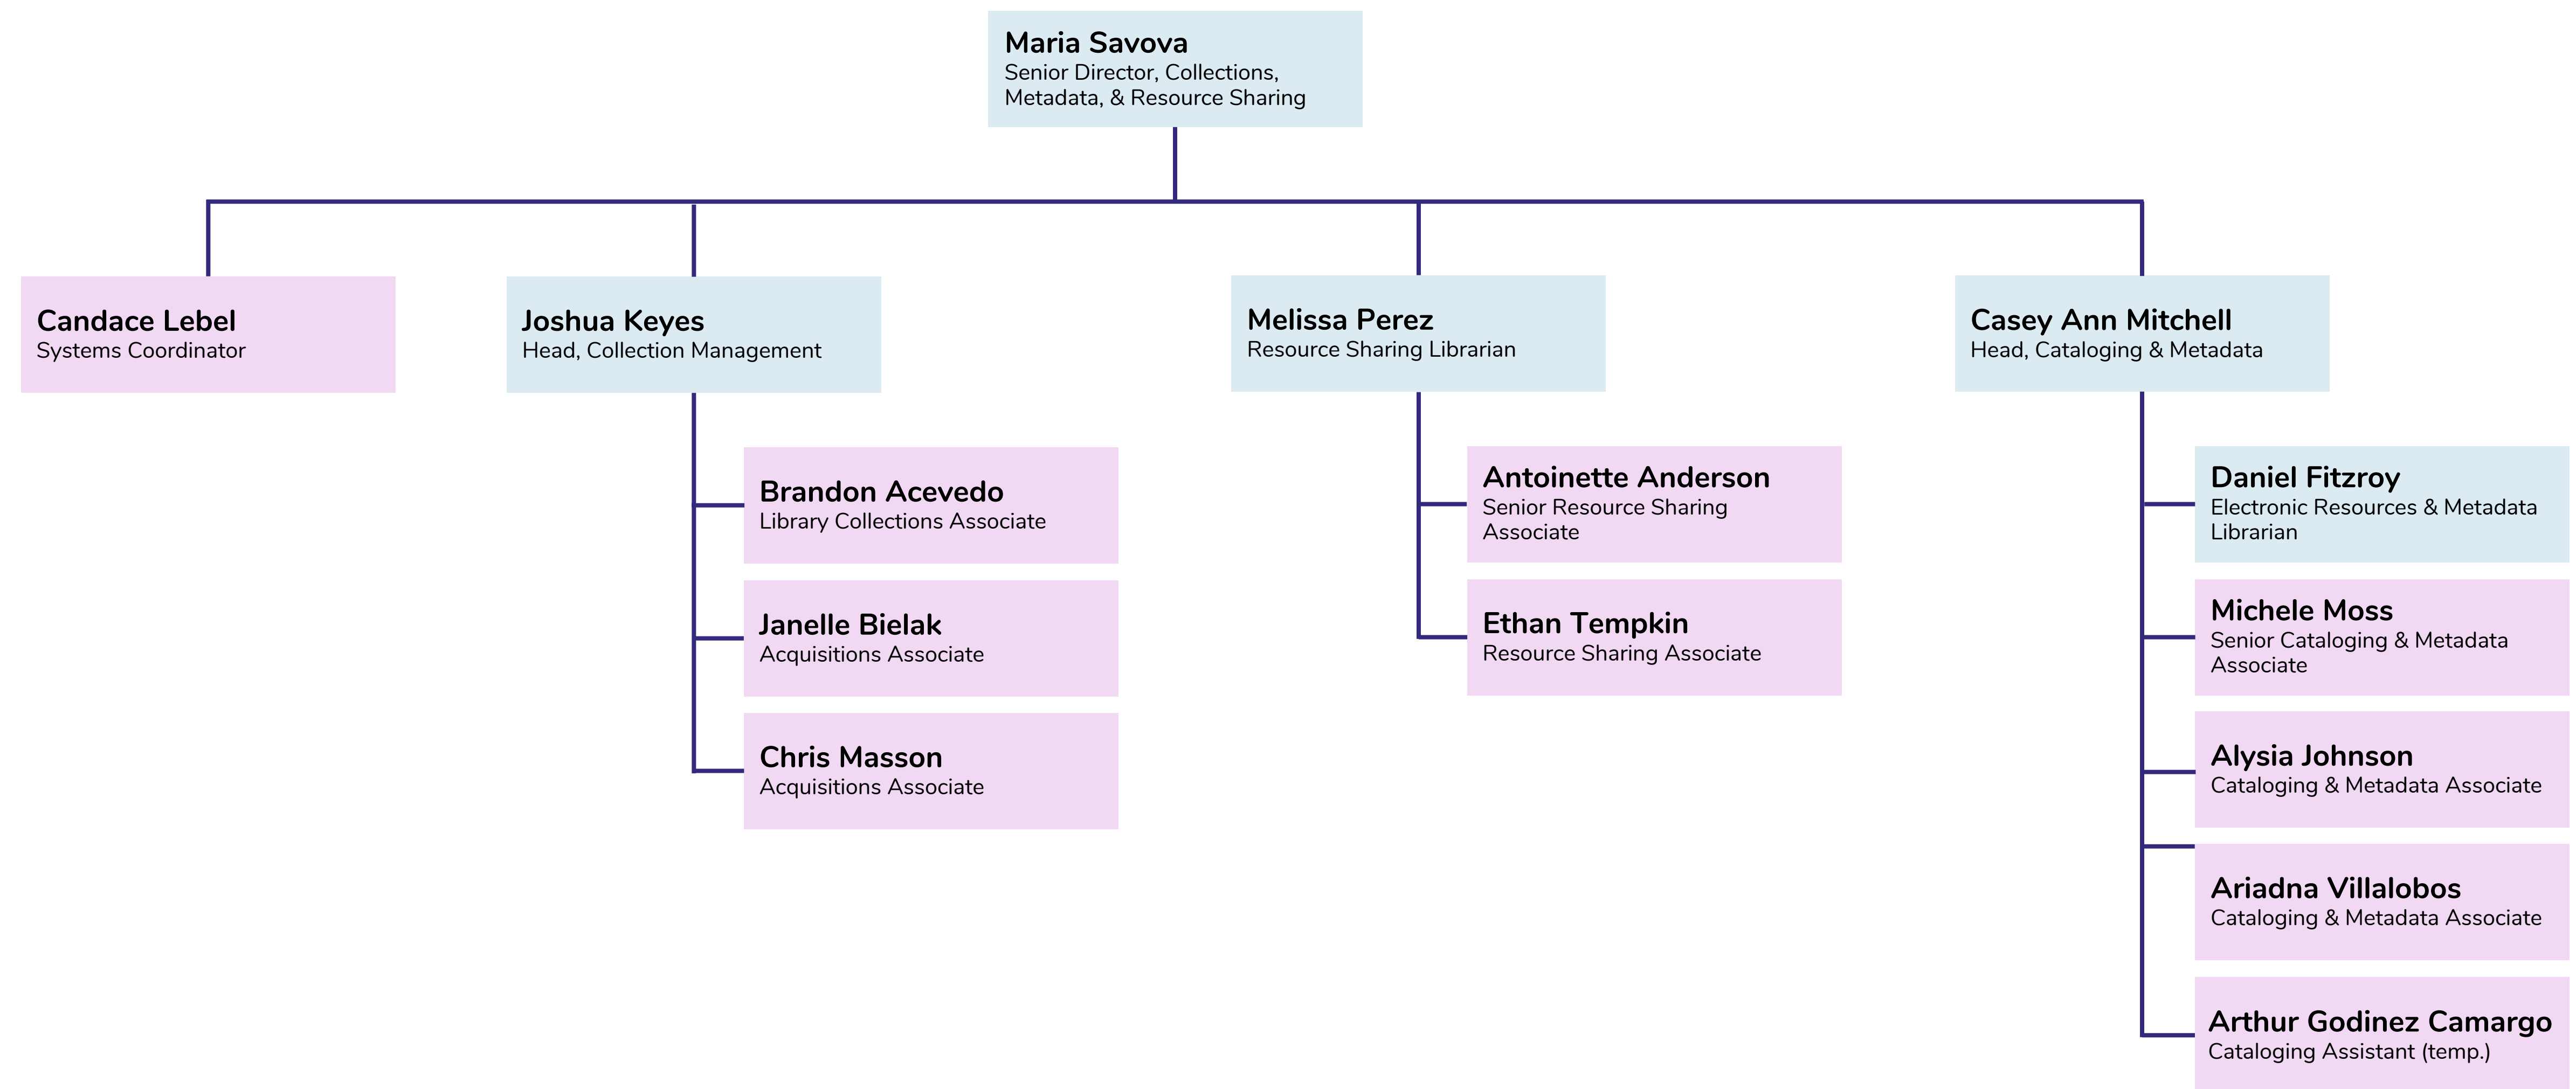 Maria Savova
Senior Director, Collections,
Metadata, & Resource Sharing
Candace Lebel
Systems Coordinator
Joshua Keyes
Head, Collection Management
Brandon Acevedo
Library Collections Associate
Janelle Bielak
Acquisitions Associate
Chris Masson
Acquisitions Associate
Melissa Perez
Resource Sharing Librarian
Antoinette Anderson
Senior Resource Sharing
Associate
Ethan Tempkin
Resource Sharing Associate
Casey Ann Mitchell
Head, Cataloging & Metadata
Daniel Fitzroy
Electronic Resources & Metadata
Librarian
Michele Moss
Senior Cataloging & Metadata
Associate
Alysia Johnson
Cataloging & Metadata Associate
Ariadna Villalobos
Cataloging & Metadata Associate
Arthur Godinez Camargo
Cataloging Assistant (temp.)